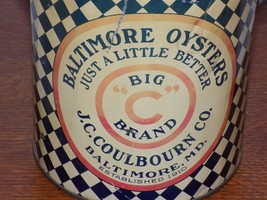 BALTIMORE OYSTERS
JUST A LITTLE BETTER
BIG
"C"
BRAND
J.C. COULBOURN CO.
BALTIMORE, MD.
ESTABLISHED 1910